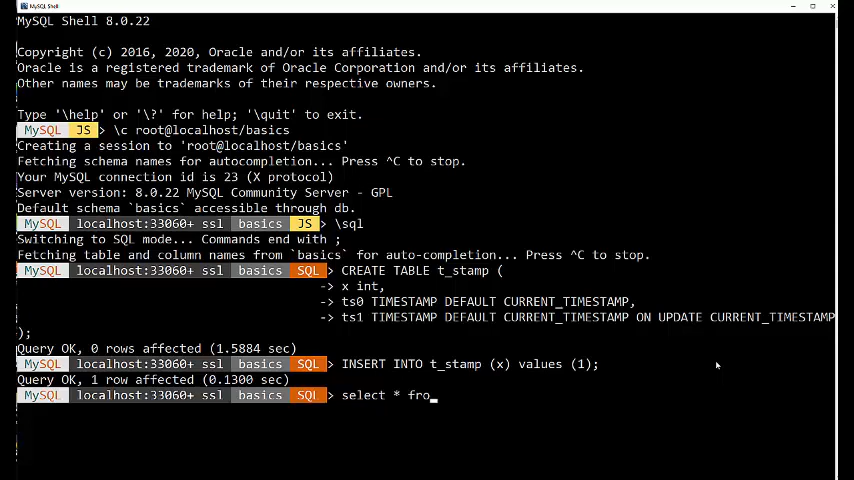 MySQL Shell
MySQL Shell 8.0.22
Copyright (c) 2016, 2020, Oracle and/or its affiliates.
Oracle is a registered trademark of Oracle Corporation and/or its affiliates.
Other names may be trademarks of their respective owners.
Type '\help' or '\?' for help; '\quit' to exit.
MySQL JS > \c root@localhost/basics
Creating a session to 'root@localhost/basics'
Fetching schema names for autocompletion... Press ^C to stop.
Your MySQL connection id is 23 (X protocol)
Server version: 8.0.22 MySQL Community Server - GPL
Default schema `basics` accessible through db.
MySQL localhost:33060+ ssl basics JS > \sql
Switching to SQL mode... Commands end with ;
Fetching table and column names from `basics` for auto-completion... Press ^C to stop.
MySQL localhost:33060+ ssl basics SQL > CREATE TABLE t_stamp (
-> x int,
-> ts0 TIMESTAMP DEFAULT CURRENT_TIMESTAMP,
-> ts1 TIMESTAMP DEFAULT CURRENT_TIMESTAMP ON UPDATE CURRENT_TIMESTAMP
);
Query OK, 0 rows affected (1.5884 sec)
MySQL localhost:33060+ ssl basics SQL > INSERT INTO t_stamp (x) values (1);
Query OK, 1 row affected (0.1300 sec)
MySQL localhost:33060+ ssl basics SQL > select * fro